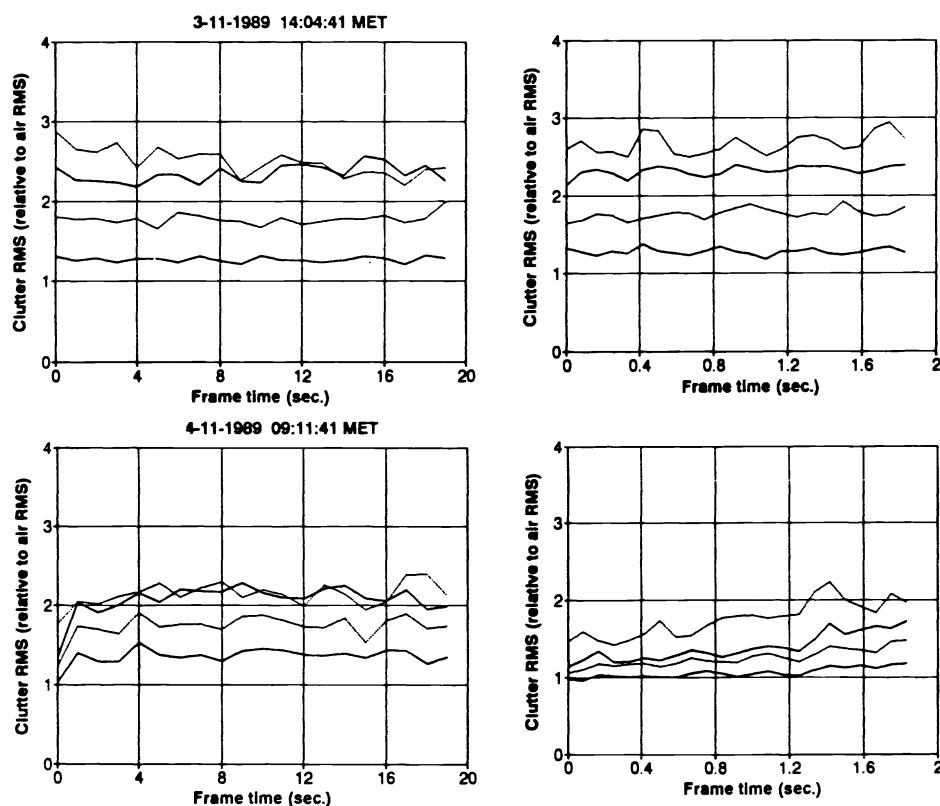 3-11-1989 14:04:41 MET
Clutter RMS (relative to air RMS)
4
3
2
1
0
0 4 8 12 16 20
Frame time (sec.)
Clutter RMS (relative to air RMS)
4
3
2
1
0
0 0.4 0.8 1.2 1.6 2
Frame time (sec.)
4-11-1989 09:11:41 MET
Clutter RMS (relative to air RMS)
4
3
2
1
0
0 4 8 12 16 20
Frame time (sec.)
Clutter RMS (relative to air RMS)
4
3
2
1
0
0 0.4 0.8 1.2 1.6 2
Frame time (sec.)